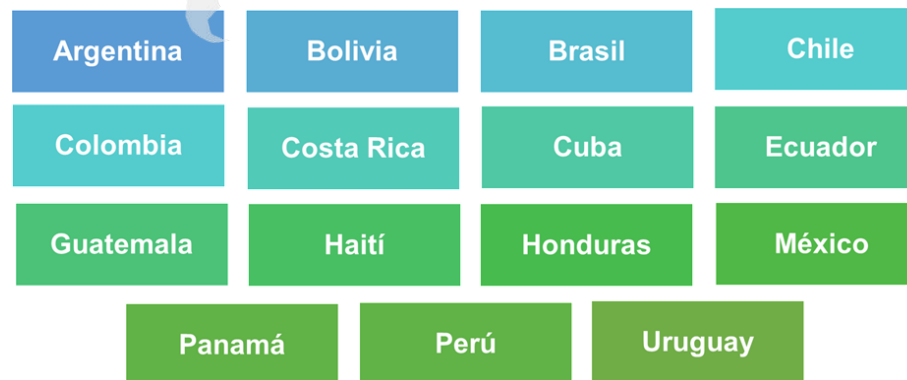 Argentina Bolivia Brasil Chile
Colombia Costa Rica Cuba Ecuador
Guatemala Haití Honduras México
Panamá Perú Uruguay